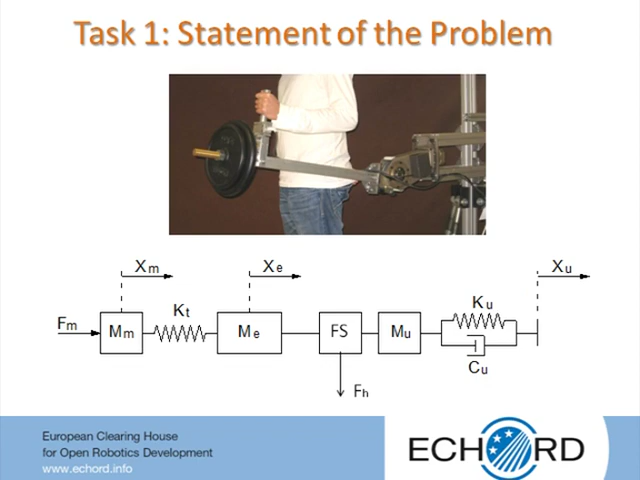 Task 1: Statement of the Problem
Xm
Xe
Xu
Fm
Mm
Kt
Me
FS
Mu
Ku
Cu
Fh
European Clearing House
for Open Robotics Development
www.echord.info
ECHORD